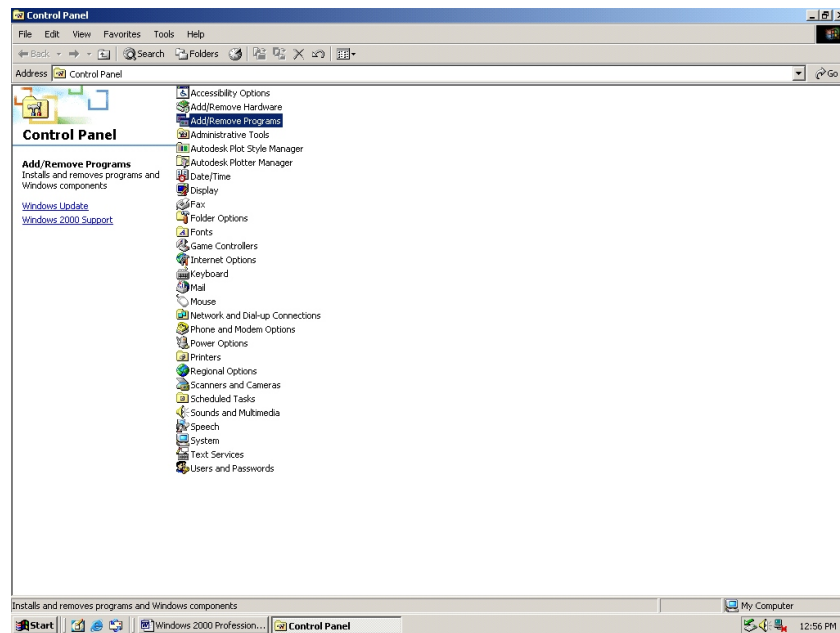 Control Panel
File Edit View Favorites Tools Help
Back Search Folders
Address Control Panel Go
Control Panel
Add/Remove Programs
Installs and removes programs and
Windows components
Windows Update
Windows 2000 Support
Accessibility Options
Add/Remove Hardware
Add/Remove Programs
Administrative Tools
Autodesk Plot Style Manager
Autodesk Plotter Manager
Date/Time
Display
Fax
Folder Options
Fonts
Game Controllers
Internet Options
Keyboard
Mail
Mouse
Network and Dial-up Connections
Phone and Modem Options
Power Options
Printers
Regional Options
Scanners and Cameras
Scheduled Tasks
Sounds and Multimedia
Speech
System
Text Services
Users and Passwords
Installs and removes programs and Windows components My Computer
Start Windows 2000 Profession... Control Panel 12:56 PM